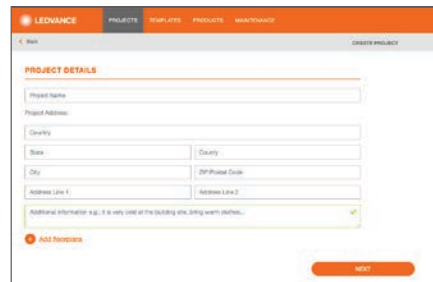 LEDVANCE PROJECTS TEMPLATES PRODUCTS MAINTENANCE
Back CREATE PROJECT
PROJECT DETAILS
Project Name
Project Address:
Country
State County
City ZIP/Postal Code
Address Line 1 Address Line 2
Additional information e.g.: it is very cold at the building site, bring warm clothes...
Add floorplans
NEXT